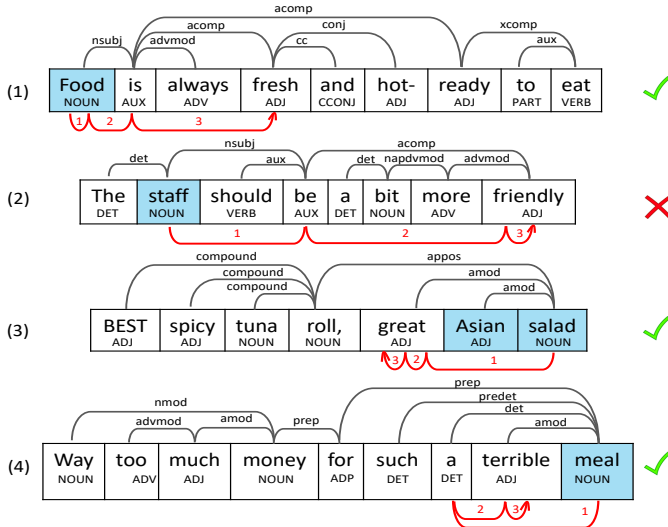 acomp
acomp conj xcomp
nsubj advmod cc aux
(1) Food is always fresh and hot- ready to eat
NOUN AUX ADV ADJ CCONJ ADJ ADJ PART VERB
1 2 3
nsubj acomp
det aux det napdvmod advmod
(2) The staff should be a bit more friendly
DET NOUN VERB AUX DET NOUN ADV ADJ
1 2 3
compound appos
compound amod
compound amod
(3) BEST spicy tuna roll, great Asian salad
ADJ ADJ NOUN NOUN ADJ ADJ NOUN
3 2 1
prep
nmod predet
det
advmod amod prep amod
(4) Way too much money for such a terrible meal
NOUN ADV ADJ NOUN ADP DET DET ADJ NOUN
2 3 1